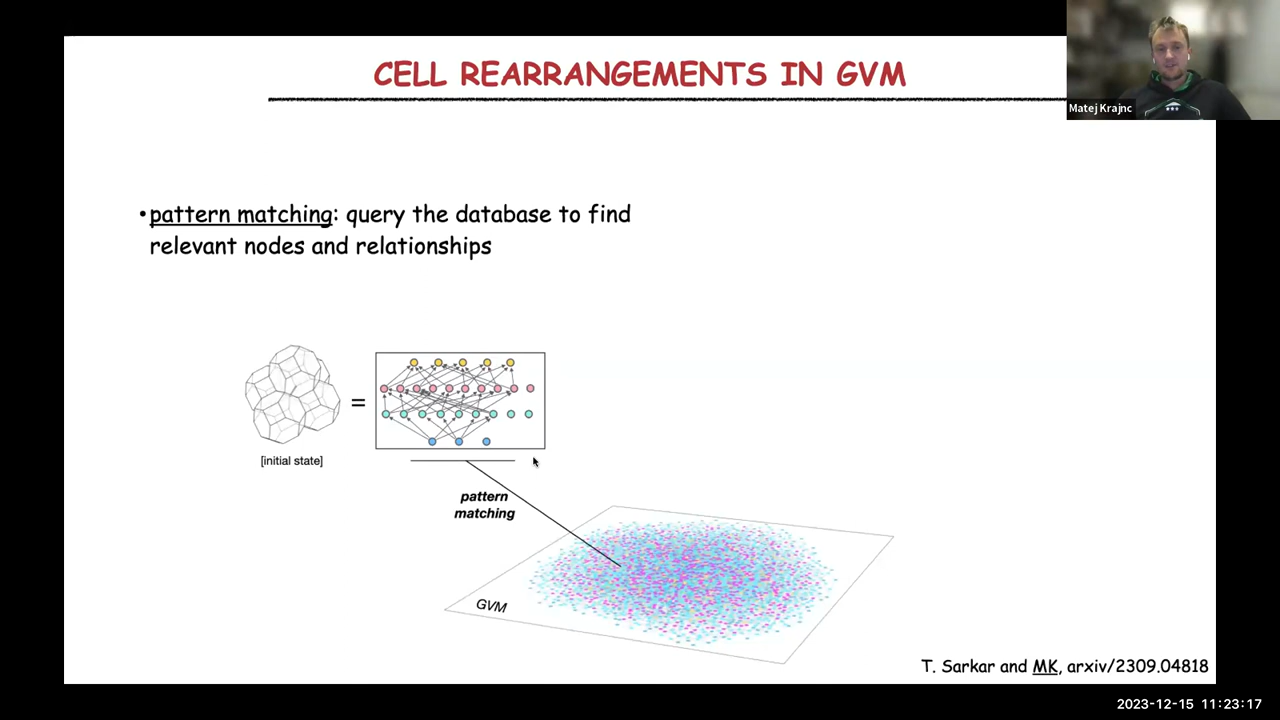 CELL REARRANGEMENTS IN GVM
Matej Krajnc
•pattern matching: query the database to find
relevant nodes and relationships
=
[initial state]
pattern
matching
GVM
T. Sarkar and MK, arxiv/2309.04818
2023-12-15 11:23:17